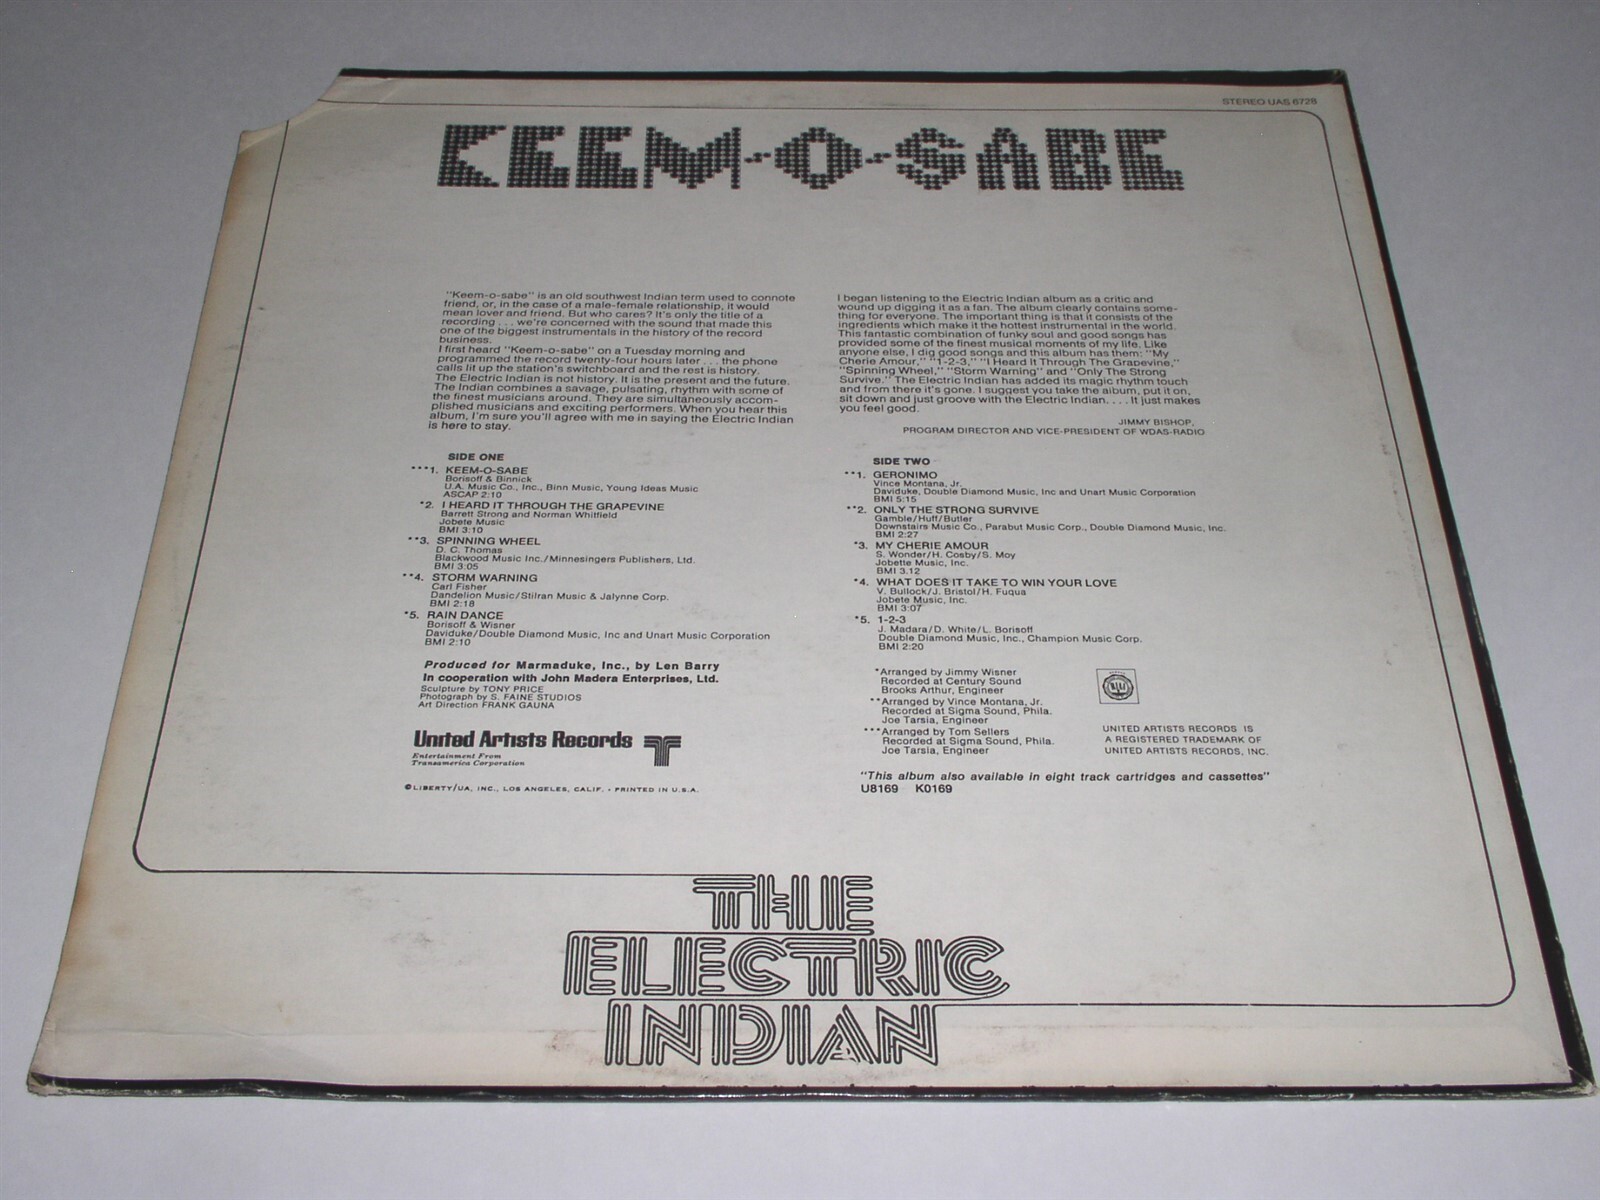 STEREO UAS 6728
KEEM-O-SABE
"Keem-o-sabe" is an old southwest Indian term used to connote
friend, or, in the case of a male-female relationship, it would
mean lover and friend. But who cares? It's only the title of a
recording . . . we're concerned with the sound that made this
one of the biggest instrumentals in the history of the record
business.
I first heard "Keem-o-sabe" on a Tuesday morning and
programmed the record twenty-four hours later . . . the phone
calls lit up the station's switchboard and the rest is history.
The Electric Indian is not history. It is the present and the future.
The Indian combines a savage, pulsating, rhythm with some of
the finest musicians around. They are simultaneously accom-
plished musicians and exciting performers. When you hear this
album, I'm sure you'll agree with me in saying the Electric Indian
is here to stay.
I began listening to the Electric Indian album as a critic and
wound up digging it as a fan. The album clearly contains some-
thing for everyone. The important thing is that it consists of the
ingredients which make it the hottest instrumental in the world.
This fantastic combination of funky soul and good songs has
provided some of the finest musical moments of my life. Like
anyone else, I dig good songs and this album has them: "My
Cherie Amour," "1-2-3," "I Heard It Through The Grapevine,"
"Spinning Wheel," "Storm Warning" and "Only The Strong
Survive." The Electric Indian has added its magic rhythm touch
and from there it's gone. I suggest you take the album, put it on,
sit down and just groove with the Electric Indian. . . . It just makes
you feel good.
JIMMY BISHOP,
PROGRAM DIRECTOR AND VICE-PRESIDENT OF WDAS-RADIO
SIDE ONE
***1. KEEM-O-SABE
Borisoff & Binnick
U.A. Music Co., Inc., Binn Music, Young Ideas Music
ASCAP 2:10
*2. I HEARD IT THROUGH THE GRAPEVINE
Barrett Strong and Norman Whitfield
Jobete Music
BMI 3:10
**3. SPINNING WHEEL
D. C. Thomas
Blackwood Music Inc./Minnesingers Publishers, Ltd.
BMI 3:05
**4. STORM WARNING
Carl Fisher
Dandelion Music/Stilran Music & Jalynne Corp.
BMI 2:18
*5. RAIN DANCE
Borisoff & Wisner
Daviduke/Double Diamond Music, Inc and Unart Music Corporation
BMI 2:10
Produced for Marmaduke, Inc., by Len Barry
In cooperation with John Madera Enterprises, Ltd.
Sculpture by TONY PRICE
Photograph by S. FAINE STUDIOS
Art Direction FRANK GAUNA
United Artists Records
Entertainment From
Transamerica Corporation
© LIBERTY/UA, INC., LOS ANGELES, CALIF. • PRINTED IN U.S.A.
SIDE TWO
**1. GERONIMO
Vince Montana, Jr.
Daviduke, Double Diamond Music, Inc and Unart Music Corporation
BMI 5:15
**2. ONLY THE STRONG SURVIVE
Gamble/Huff/Butler
Downstairs Music Co., Parabut Music Corp., Double Diamond Music, Inc.
BMI 2:27
*3. MY CHERIE AMOUR
S. Wonder/H. Cosby/S. Moy
Jobette Music, Inc.
BMI 3.12
*4. WHAT DOES IT TAKE TO WIN YOUR LOVE
V. Bullock/J. Bristol/H. Fuqua
Jobete Music, Inc.
BMI 3:07
*5. 1-2-3
J. Madara/D. White/L. Borisoff
Double Diamond Music, Inc., Champion Music Corp.
BMI 2:20
*Arranged by Jimmy Wisner
Recorded at Century Sound
Brooks Arthur, Engineer
**Arranged by Vince Montana, Jr.
Recorded at Sigma Sound, Phila.
Joe Tarsia, Engineer
***Arranged by Tom Sellers
Recorded at Sigma Sound, Phila.
Joe Tarsia, Engineer
UNITED ARTISTS RECORDS IS
A REGISTERED TRADEMARK OF
UNITED ARTISTS RECORDS, INC.
"This album also available in eight track cartridges and cassettes"
U8169 K0169
THE
ELECTRIC
INDIAN